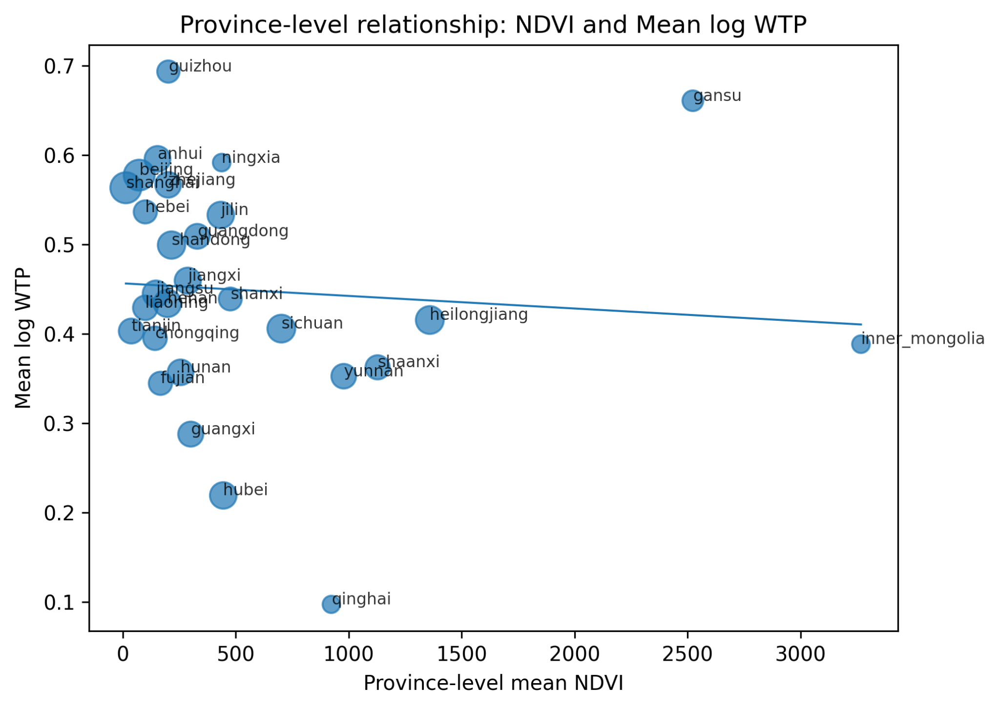 Province-level relationship: NDVI and Mean log WTP
Mean log WTP
0.7
0.6
0.5
0.4
0.3
0.2
0.1
guizhou
gansu
anhui
ningxia
beijing
zhejiang
shanghai
hebei
jilin
guangdong
shandong
jiangxi
jiangsu
shanxi
henan
liaoning
heilongjiang
sichuan
tianjin
chongqing
inner_mongolia
hunan
shaanxi
yunnan
fujian
guangxi
hubei
qinghai
0 500 1000 1500 2000 2500 3000
Province-level mean NDVI